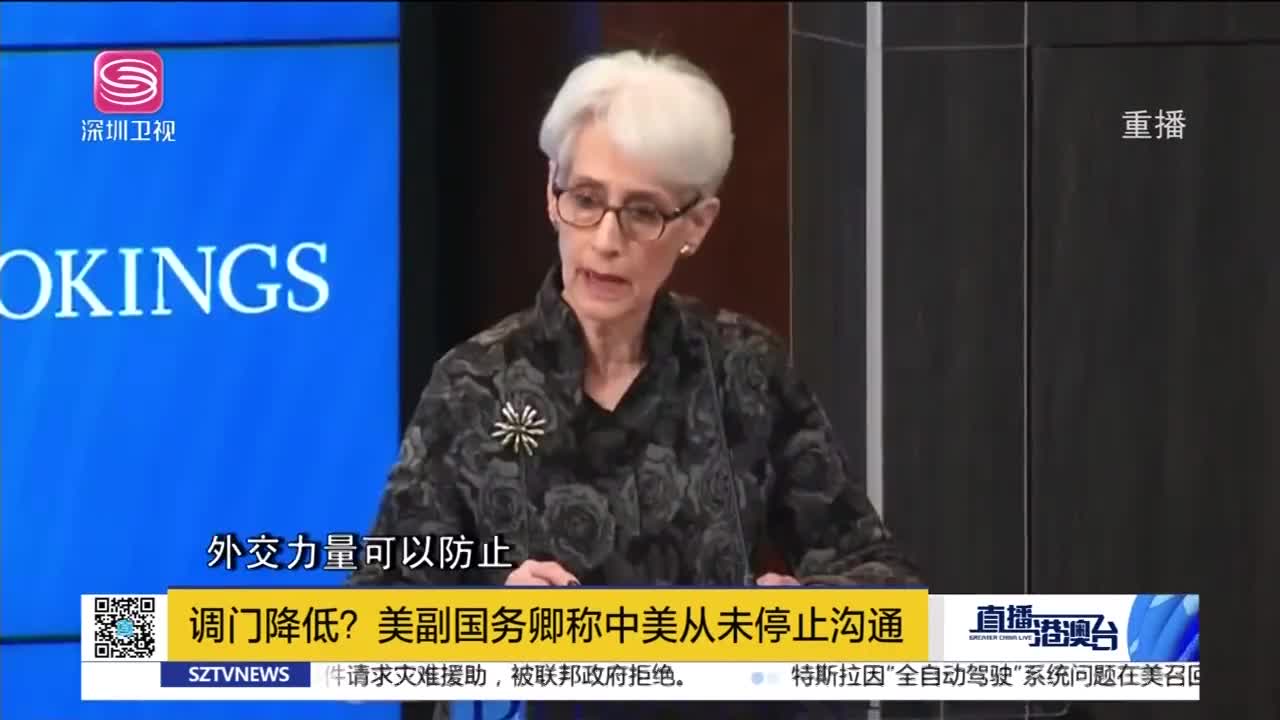 深圳卫视
重播
OKINGS
外交力量可以防止
调门降低？美副国务卿称中美从未停止沟通
直播港澳台
GREATER CHINA LIVE
SZTVNEWS
件请求灾难援助，被联邦政府拒绝。
特斯拉因“全自动驾驶”系统问题在美召回